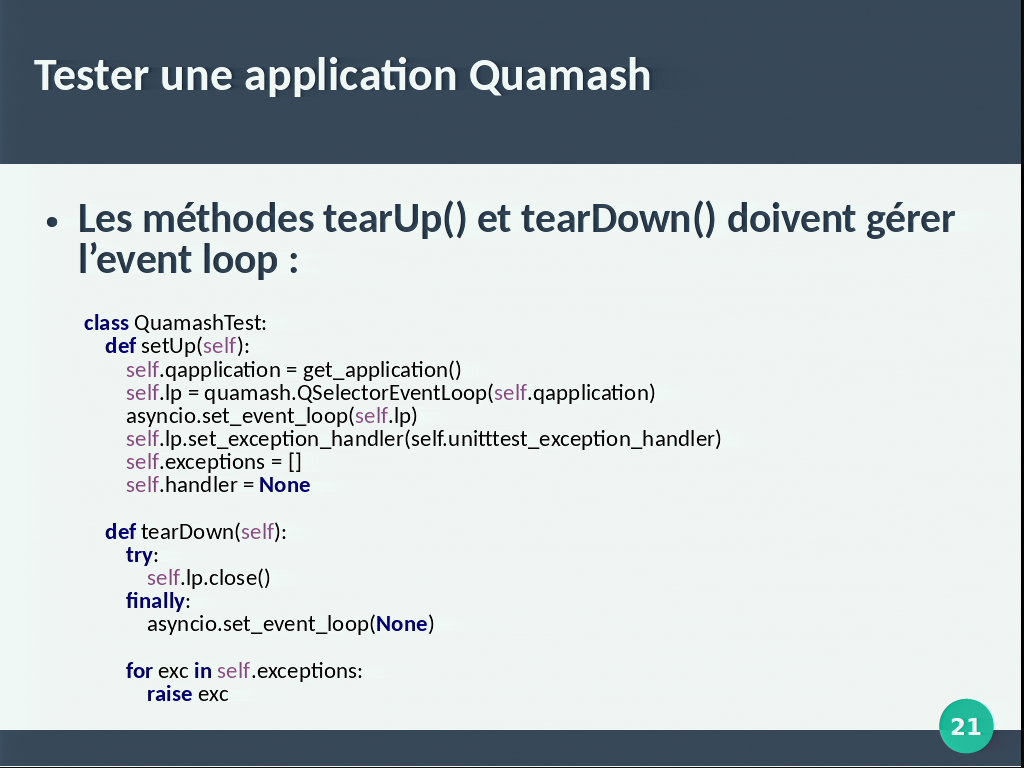 Tester une application Quamash
• Les méthodes tearUp() et tearDown() doivent gérer
l’event loop :
class QuamashTest:
    def setUp(self):
        self.qapplication = get_application()
        self.lp = quamash.QSelectorEventLoop(self.qapplication)
        asyncio.set_event_loop(self.lp)
        self.lp.set_exception_handler(self.unitttest_exception_handler)
        self.exceptions = []
        self.handler = None
    def tearDown(self):
        try:
            self.lp.close()
        finally:
            asyncio.set_event_loop(None)
        for exc in self.exceptions:
            raise exc
21